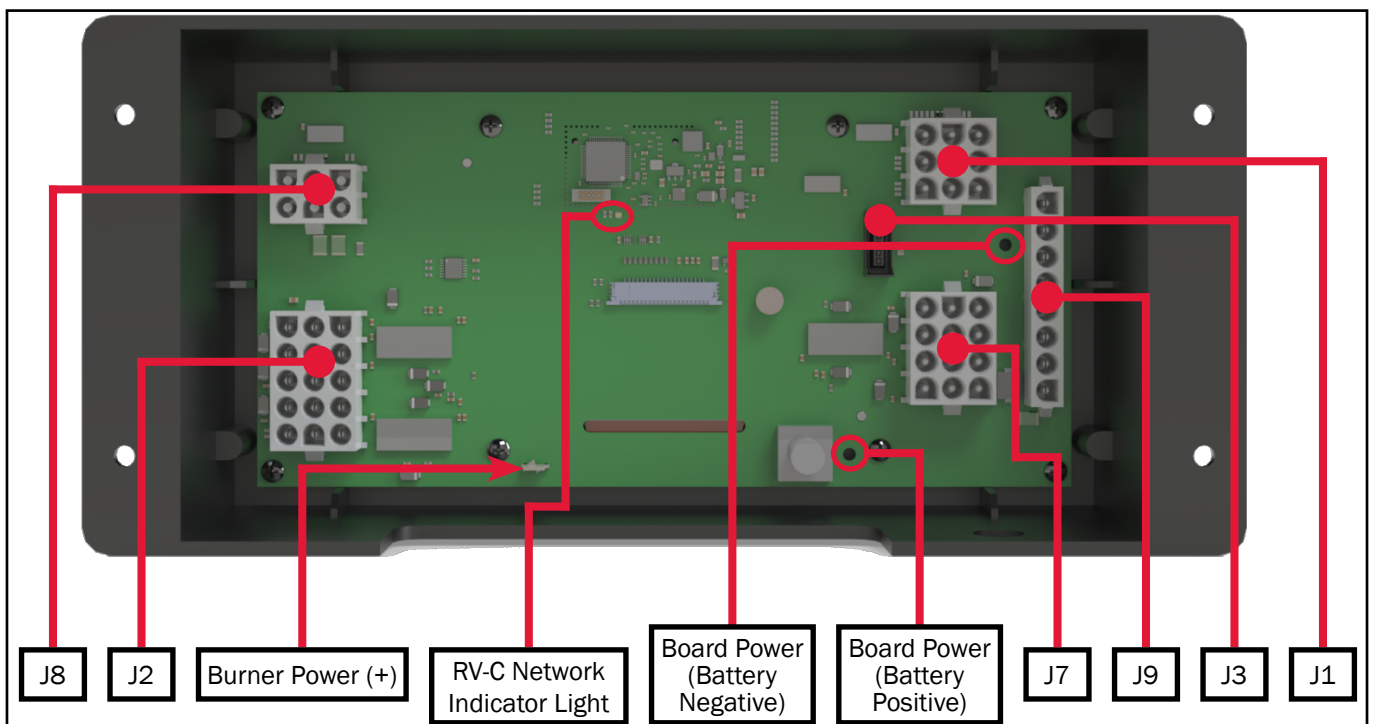 J8
J2
Burner Power (+)
RV-C Network
Indicator Light
Board Power
(Battery
Negative)
Board Power
(Battery
Positive)
J7
J9
J3
J1